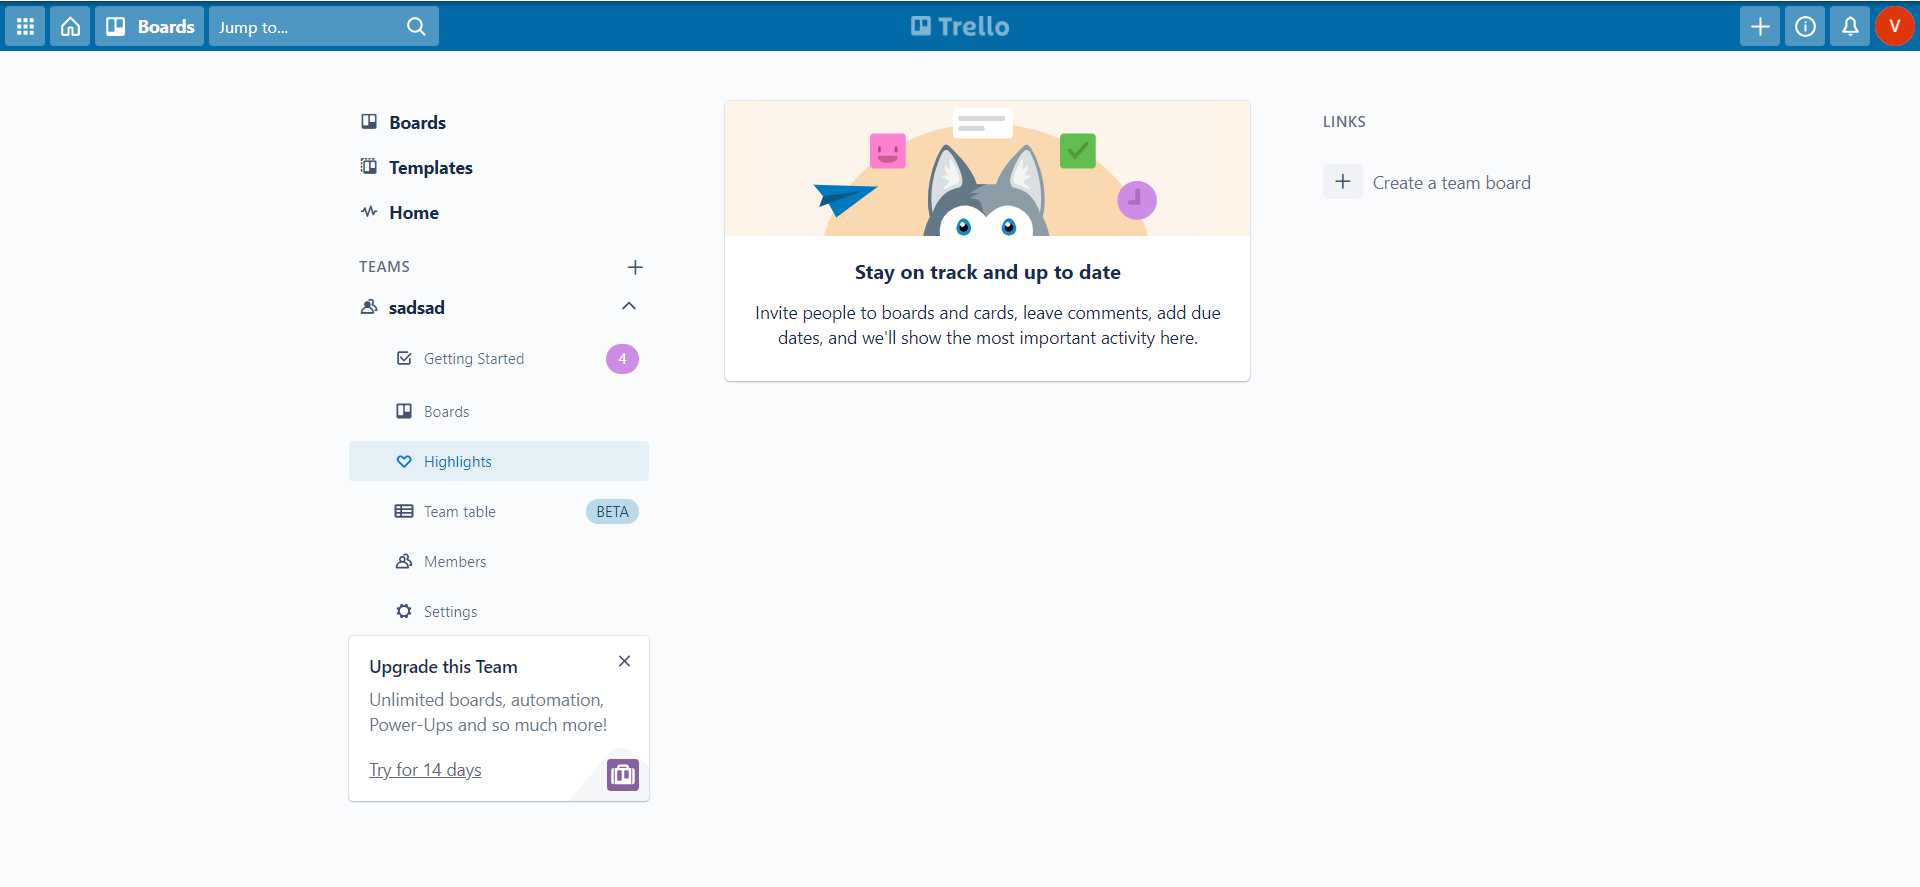 Boards
Jump to...
Trello
V
Boards
Templates
Home
TEAMS
sadsad
Getting Started
4
Boards
Highlights
Team table
BETA
Members
Settings
Upgrade this Team
Unlimited boards, automation,
Power-Ups and so much more!
Try for 14 days
Stay on track and up to date
Invite people to boards and cards, leave comments, add due
dates, and we'll show the most important activity here.
LINKS
Create a team board